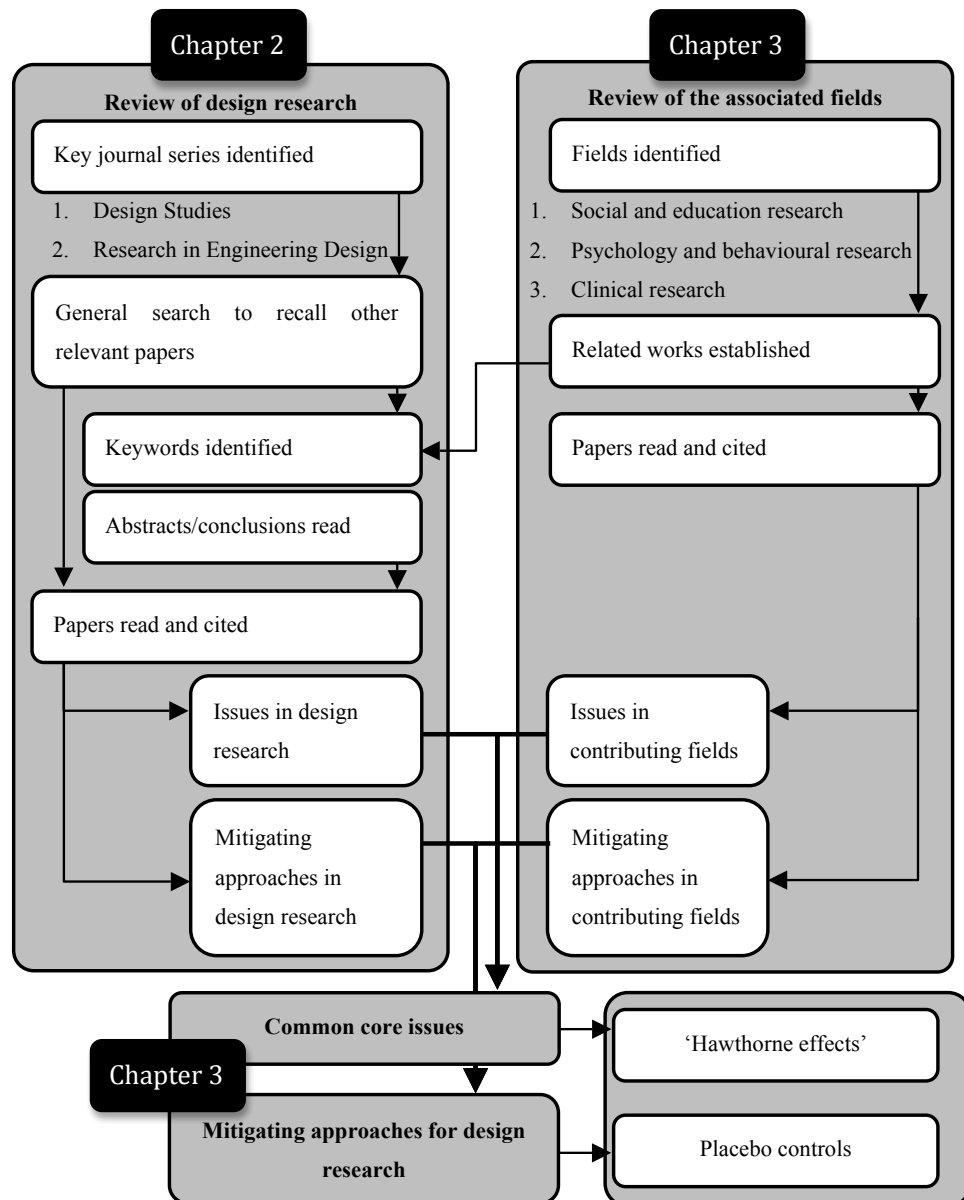 Chapter 2
Review of design research
Key journal series identified
1. Design Studies
2. Research in Engineering Design
General search to recall other
relevant papers
Keywords identified
Abstracts/conclusions read
Papers read and cited
Issues in design
research
Mitigating
approaches in
design research
Chapter 3
Review of the associated fields
Fields identified
1. Social and education research
2. Psychology and behavioural research
3. Clinical research
Related works established
Papers read and cited
Issues in
contributing fields
Mitigating
approaches in
contributing fields
Common core issues
Chapter 3
Mitigating approaches for design
research
‘Hawthorne effects’
Placebo controls